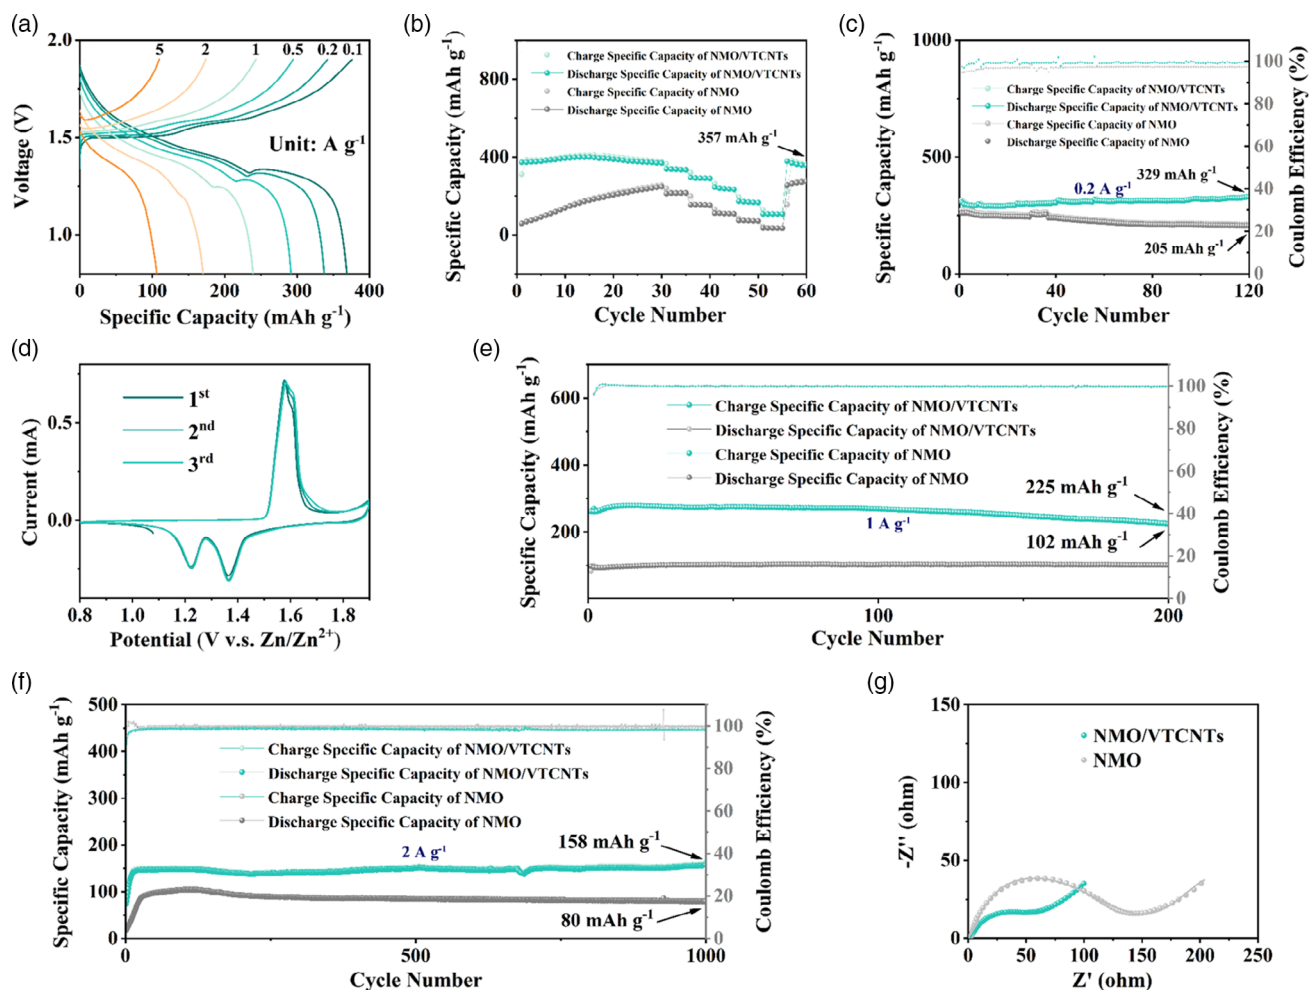 (a)
5 2 1 0.5 0.2 0.1
2.0
1.5
1.0
Voltage (V)
Unit: A g⁻¹
0 100 200 300 400
Specific Capacity (mAh g⁻¹)
(b)
Charge Specific Capacity of NMO/VTCNTs
Discharge Specific Capacity of NMO/VTCNTs
Charge Specific Capacity of NMO
Discharge Specific Capacity of NMO
800
400
0
Specific Capacity (mAh g⁻¹)
357 mAh g⁻¹
0 10 20 30 40 50 60
Cycle Number
(c)
1000
500
0
Specific Capacity (mAh g⁻¹)
Charge Specific Capacity of NMO/VTCNTs
Discharge Specific Capacity of NMO/VTCNTs
Charge Specific Capacity of NMO
Discharge Specific Capacity of NMO
0.2 A g⁻¹
329 mAh g⁻¹
205 mAh g⁻¹
100
80
60
40
20
0
Coulomb Efficiency (%)
0 40 80 120
Cycle Number
(d)
1st
2nd
3rd
0.5
0.0
Current (mA)
0.8 1.0 1.2 1.4 1.6 1.8
Potential (V v.s. Zn/Zn²⁺)
(e)
600
400
200
Specific Capacity (mAh g⁻¹)
Charge Specific Capacity of NMO/VTCNTs
Discharge Specific Capacity of NMO/VTCNTs
Charge Specific Capacity of NMO
Discharge Specific Capacity of NMO
1 A g⁻¹
225 mAh g⁻¹
102 mAh g⁻¹
100
80
60
40
20
0
Coulomb Efficiency (%)
0 100 200
Cycle Number
(f)
500
450
400
350
300
250
200
150
100
50
0
Specific Capacity (mAh g⁻¹)
Charge Specific Capacity of NMO/VTCNTs
Discharge Specific Capacity of NMO/VTCNTs
Charge Specific Capacity of NMO
Discharge Specific Capacity of NMO
2 A g⁻¹
158 mAh g⁻¹
80 mAh g⁻¹
100
80
60
40
20
0
Coulomb Efficiency (%)
0 500 1000
Cycle Number
(g)
150
100
50
0
-Z'' (ohm)
NMO/VTCNTs
NMO
0 50 100 150 200 250
Z' (ohm)